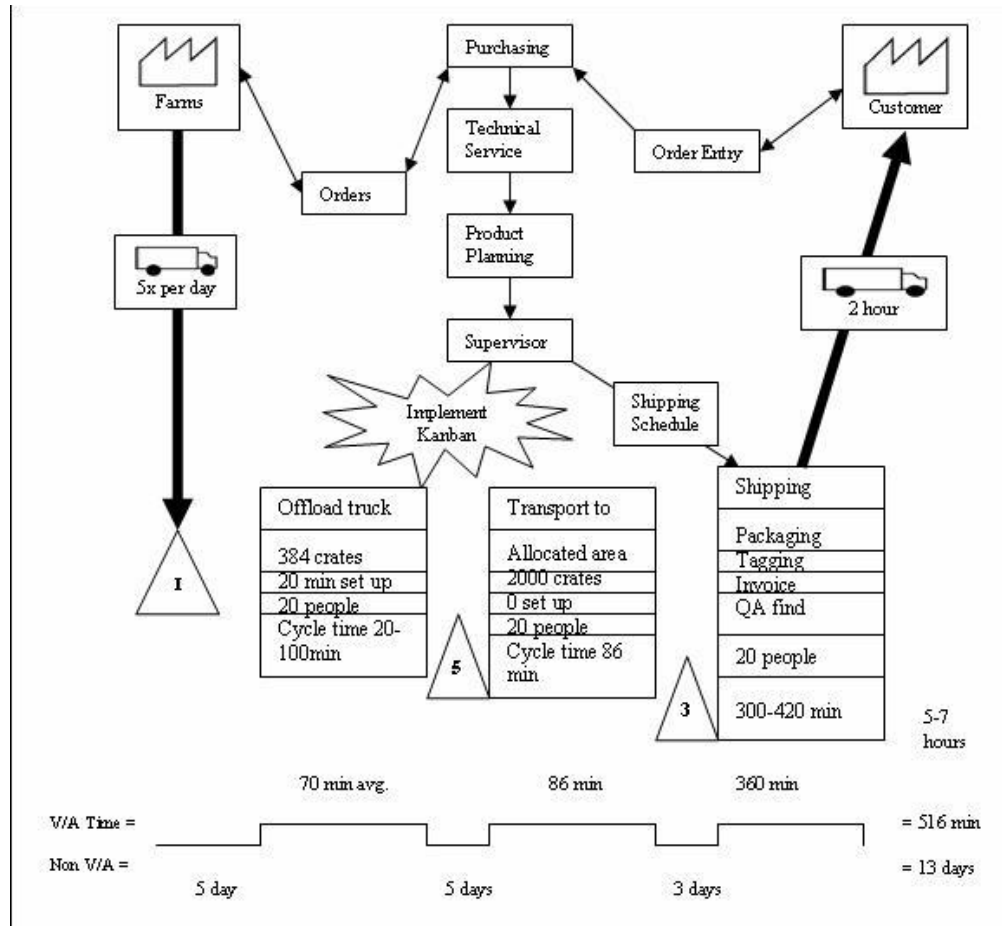 Farms
Purchasing
Customer
Technical
Service
Order Entry
Orders
Product
Planning
5x per day
2 hour
Supervisor
Implement
Kanban
Shipping
Schedule
Offload truck
384 crates
20 min set up
20 people
Cycle time 20-
100min
Transport to
Allocated area
2000 crates
0 set up
20 people
Cycle time 86
min
Shipping
Packaging
Tagging
Invoice
QA find
20 people
300-420 min
I
5
3
5-7
hours
70 min avg.
86 min
360 min
V/A Time =
= 516 min
Non V/A =
= 13 days
5 day
5 days
3 days